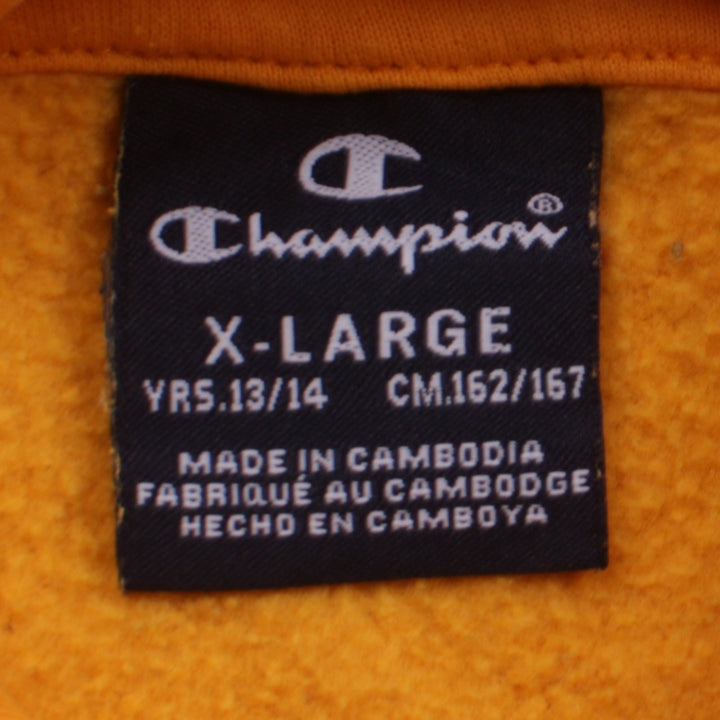 C
Champion®
X-LARGE
YRS.13/14 CM.162/167
MADE IN CAMBODIA
FABRIQUÉ AU CAMBODGE
HECHO EN CAMBOYA